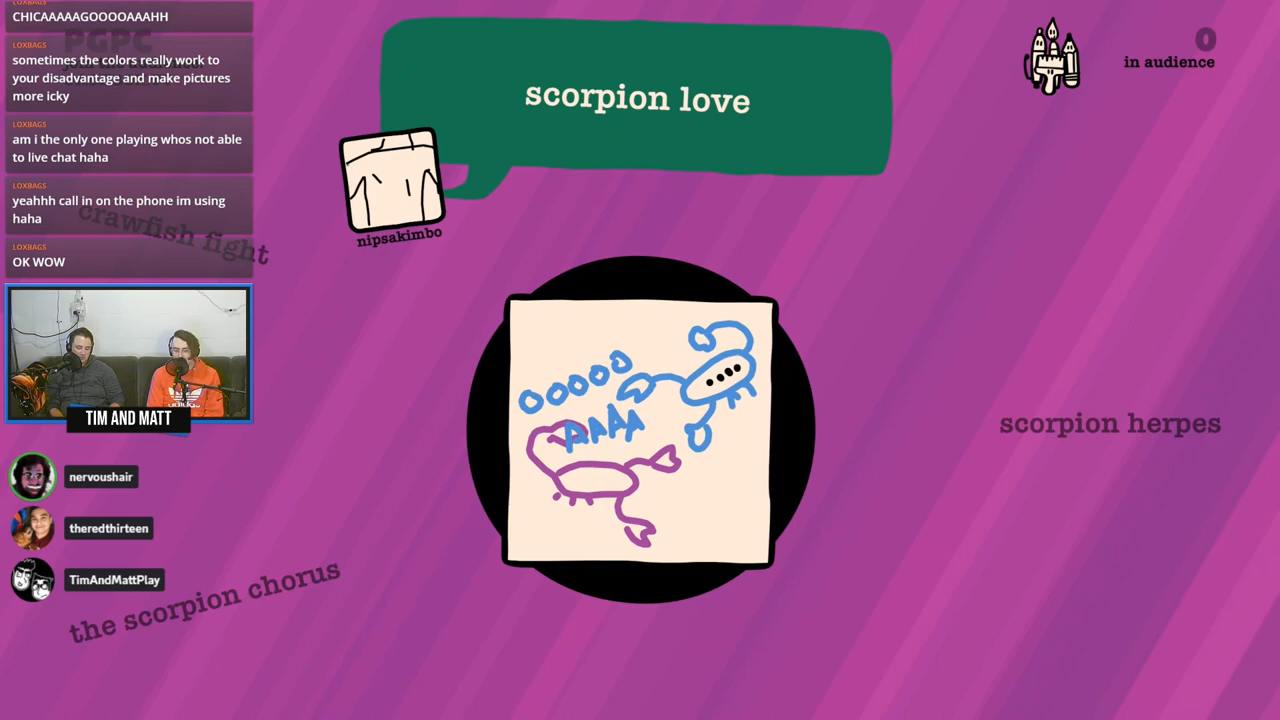 CHICAAAAAGOOOOAAAHH
PGPC
LOXBAGS
sometimes the colors really work to
your disadvantage and make pictures
more icky
LOXBAGS
am i the only one playing whos not able
to live chat haha
LOXBAGS
yeahhh call in on the phone im using
haha
LOXBAGS
OK WOW
crawfish fight
TIM AND MATT
nervoushair
theredthirteen
TimAndMattPlay
the scorpion chorus
scorpion love
nipsakimbo
OOOOO
AAAA
0
in audience
scorpion herpes